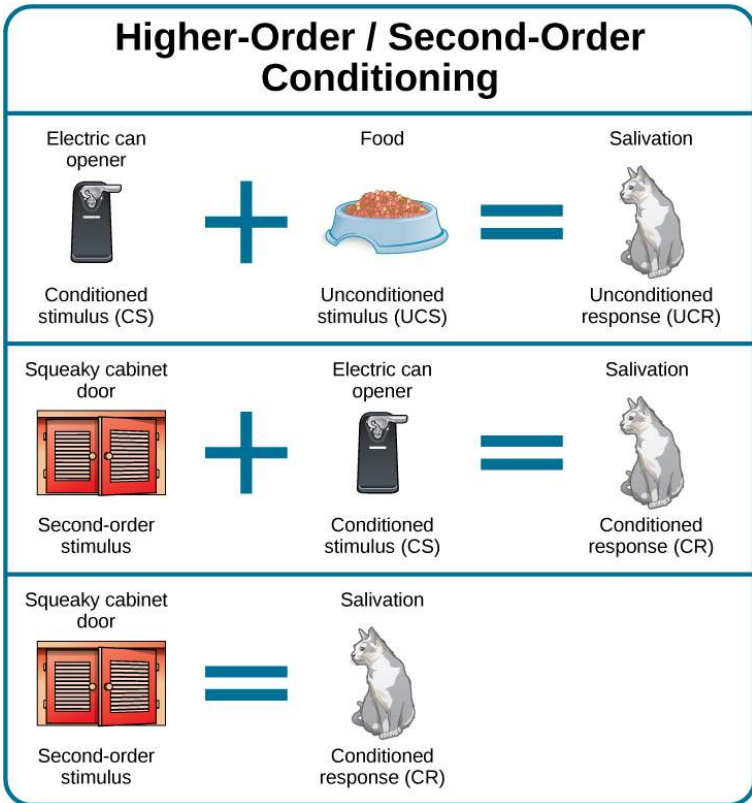 Higher-Order / Second-Order
Conditioning
Electric can
opener
Food
Salivation
Conditioned
stimulus (CS)
Unconditioned
stimulus (UCS)
Unconditioned
response (UCR)
Squeaky cabinet
door
Electric can
opener
Salivation
Second-order
stimulus
Conditioned
stimulus (CS)
Conditioned
response (CR)
Squeaky cabinet
door
Salivation
Second-order
stimulus
Conditioned
response (CR)